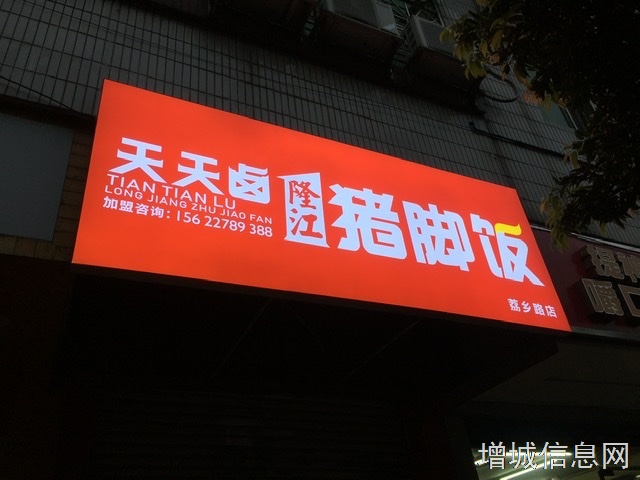 天天卤
TIAN TIAN LU
LONG JIANG ZHU JIAO FAN
加盟咨询: 156 22789 388
隆江
猪脚饭
荔乡路店
增城信息网